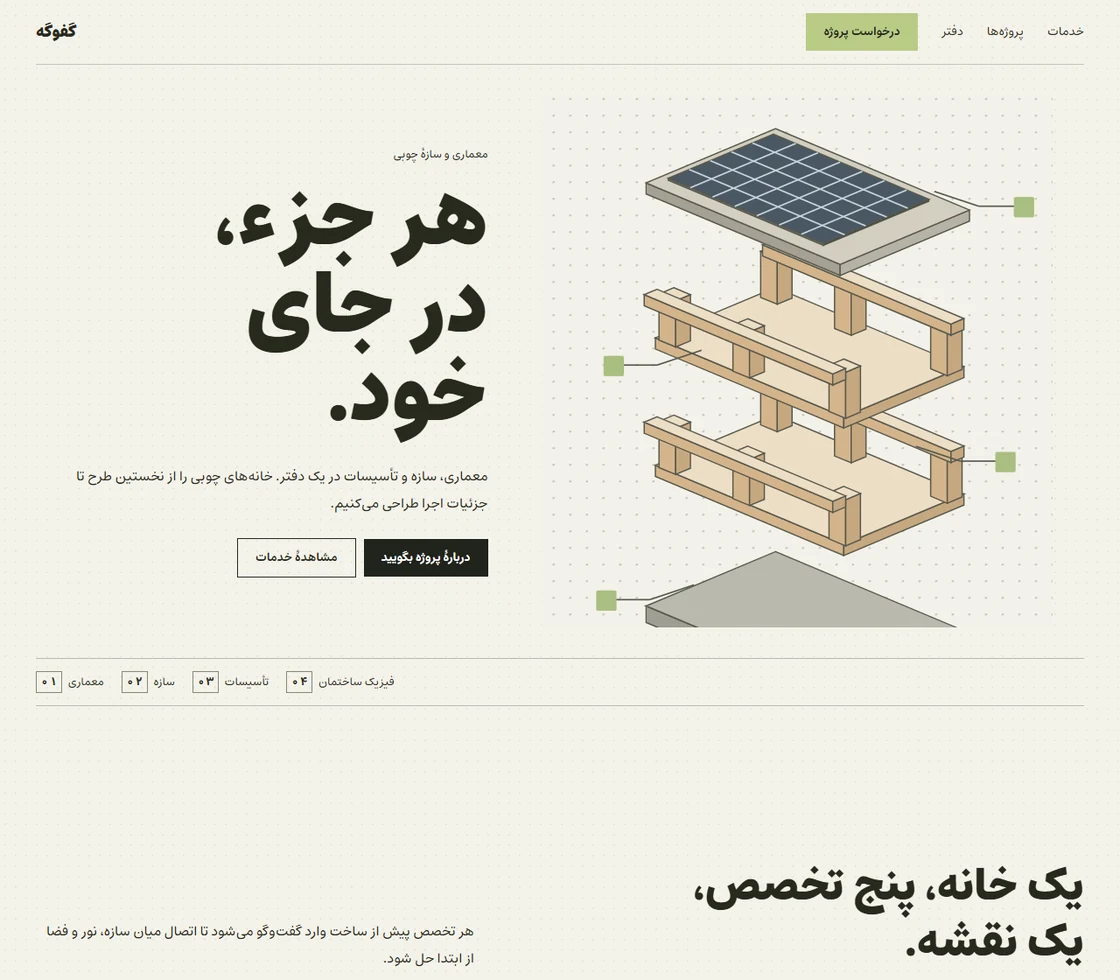 گفوگه
خدمات
پروژه‌ها
دفتر
درخواست پروژه
معماری و سازهٔ چوبی
هر جزء،
در جای
خود.
معماری، سازه و تأسیسات در یک دفتر. خانه‌های چوبی را از نخستین طرح تا
جزئیات اجرا طراحی می‌کنیم.
دربارهٔ پروژه بگویید
مشاهدهٔ خدمات
۰۱ معماری
۰۲ سازه
۰۳ تأسیسات
۰۴ فیزیک ساختمان
یک خانه، پنج تخصص،
یک نقشه.
هر تخصص پیش از ساخت وارد گفت‌وگو می‌شود تا اتصال میان سازه، نور و فضا
از ابتدا حل شود.